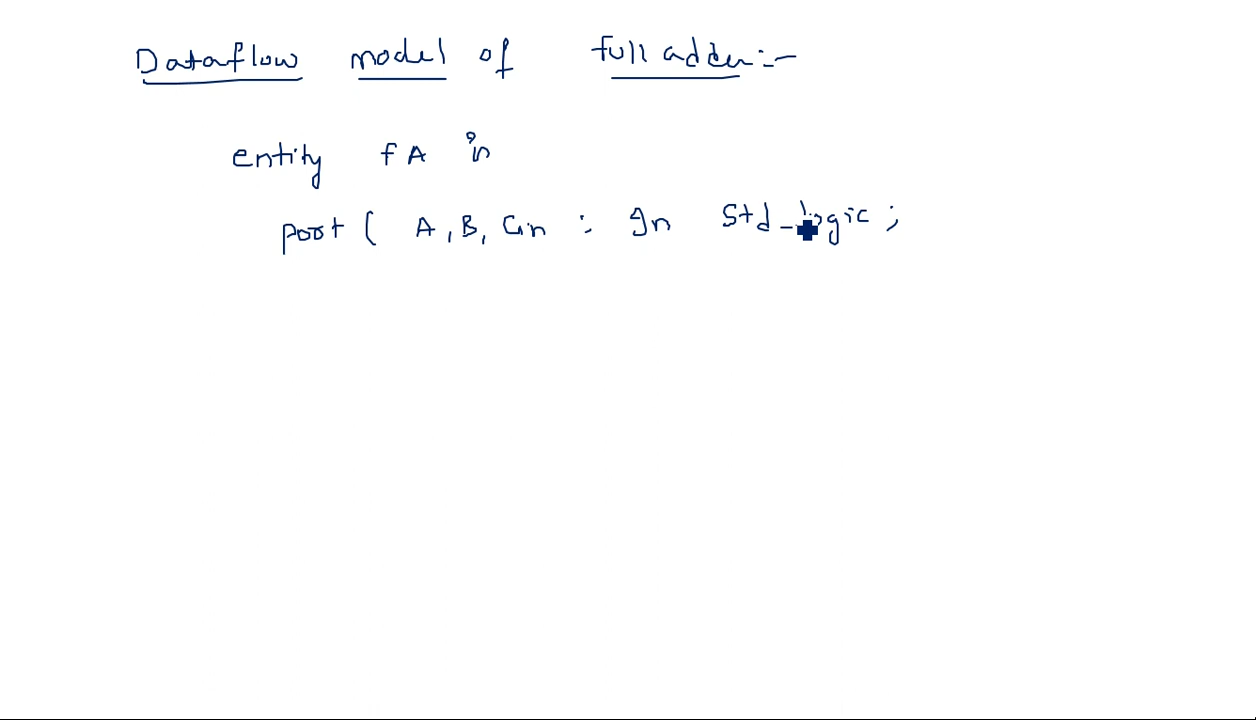 Dataflow model of full adder:-
entity fA is
port ( A, B, Cin : In Std_logic ;